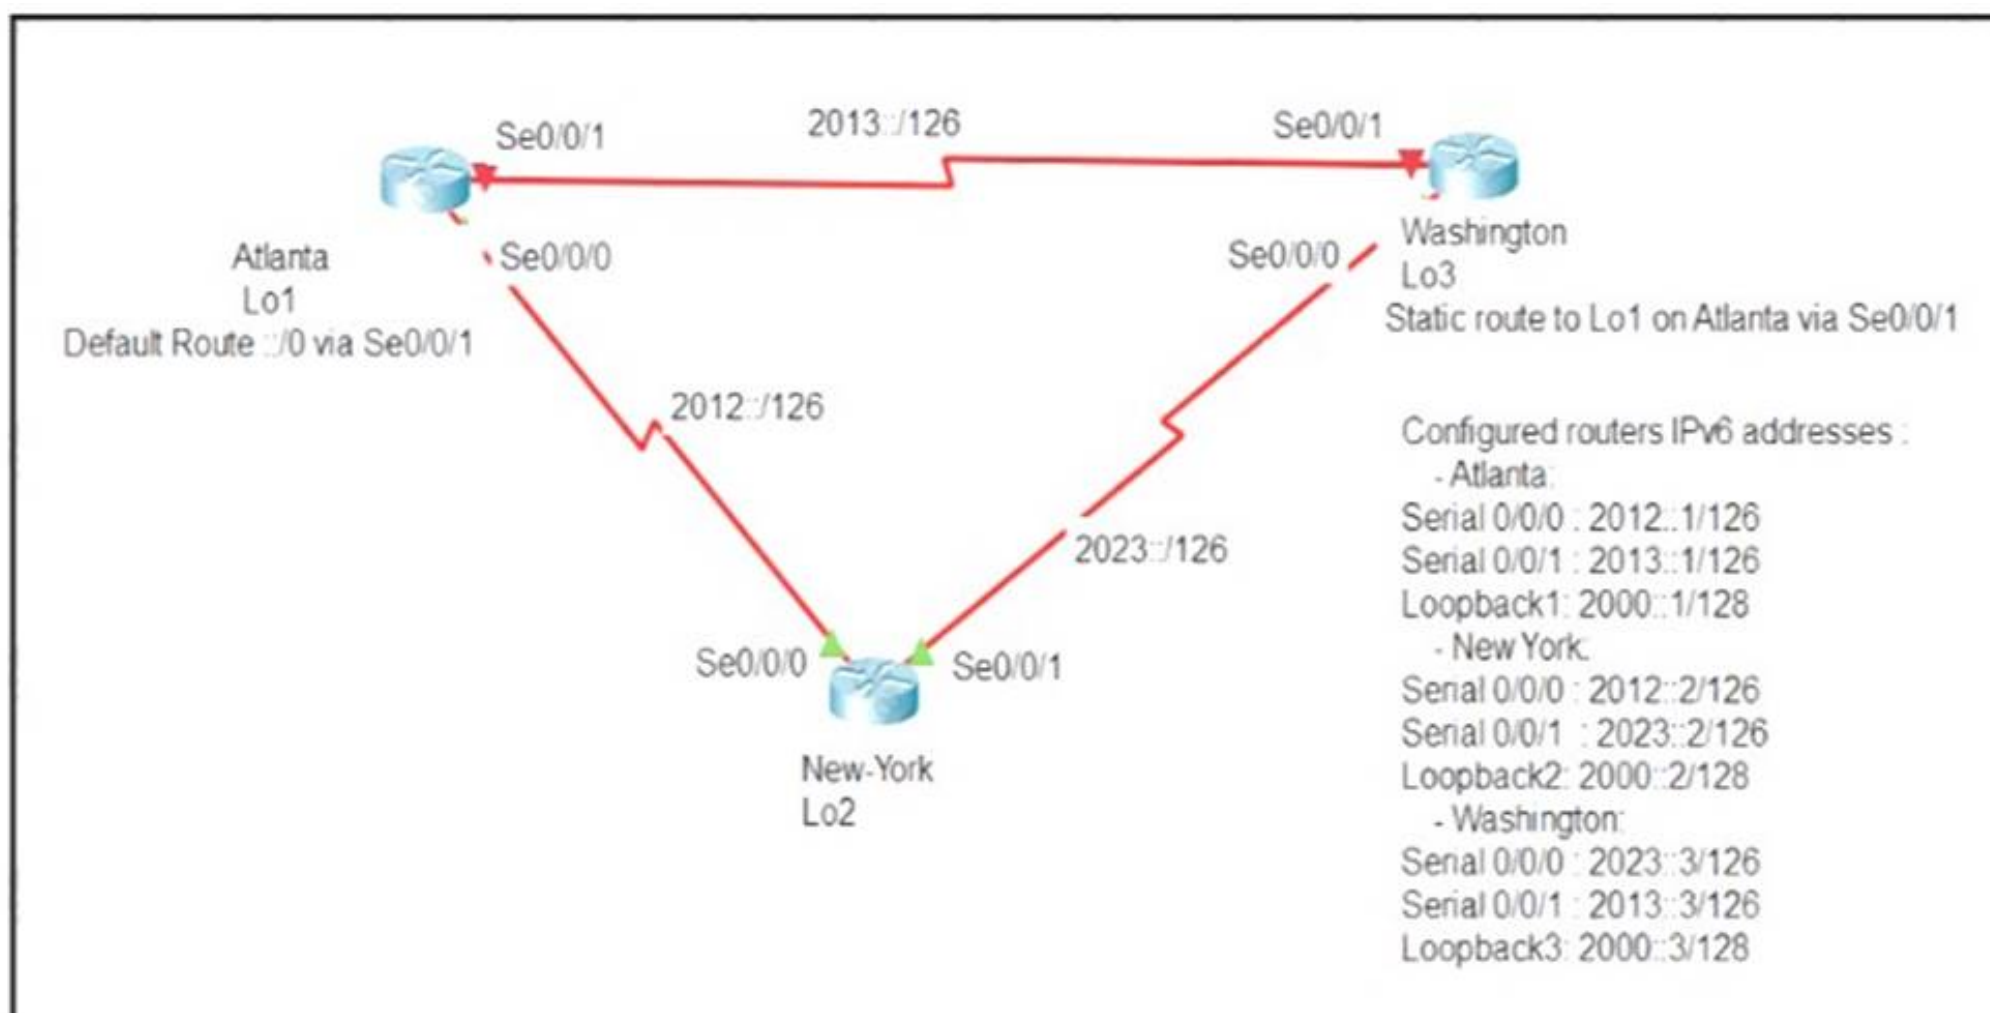 Se0/0/1
2013::/126
Se0/0/1
Atlanta
Lo1
Default Route ::/0 via Se0/0/1
Se0/0/0
Se0/0/0
Washington
Lo3
Static route to Lo1 on Atlanta via Se0/0/1
2012::/126
2023::/126
Se0/0/0
Se0/0/1
New-York
Lo2
Configured routers IPv6 addresses :
- Atlanta:
Serial 0/0/0 : 2012::1/126
Serial 0/0/1 : 2013::1/126
Loopback1: 2000::1/128
- New York:
Serial 0/0/0 : 2012::2/126
Serial 0/0/1 : 2023::2/126
Loopback2: 2000::2/128
- Washington:
Serial 0/0/0 : 2023::3/126
Serial 0/0/1 : 2013::3/126
Loopback3: 2000::3/128